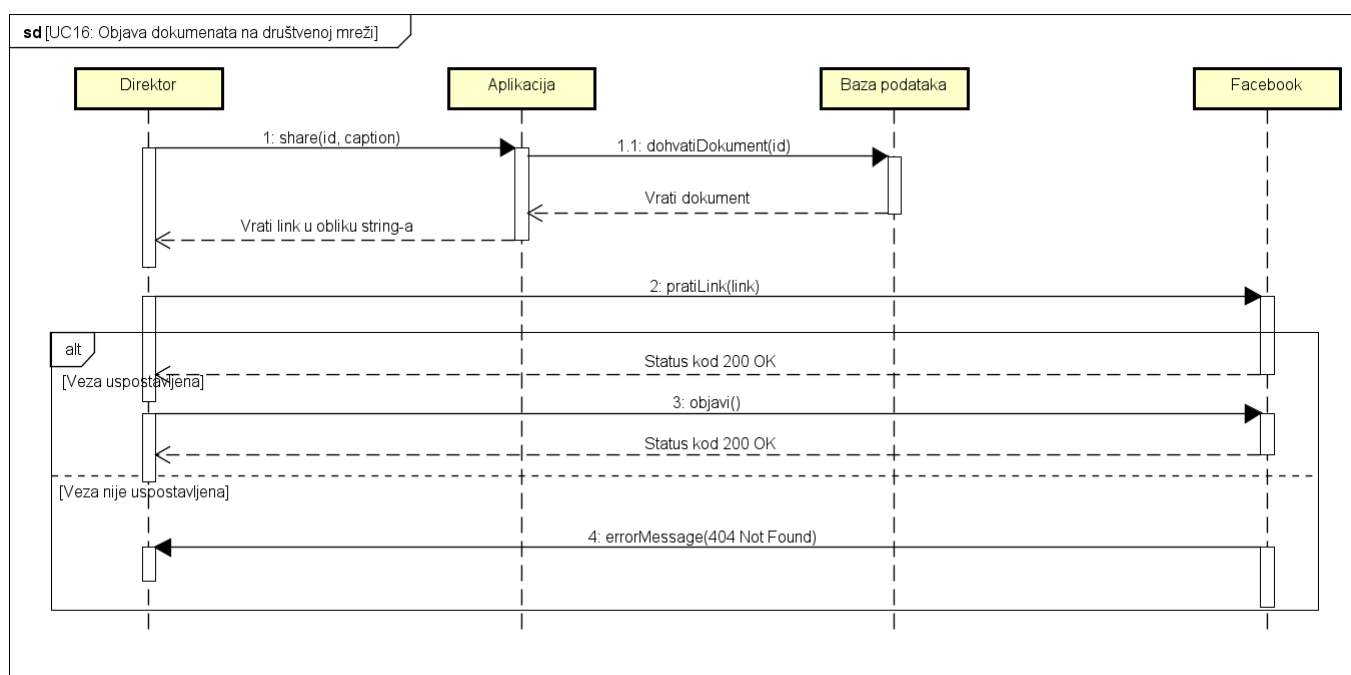 sd [UC16: Objava dokumenata na društvenoj mreži]
Direktor
Aplikacija
Baza podataka
Facebook
1: share(id, caption)
1.1: dohvatiDokument(id)
Vrati dokument
Vrati link u obliku string-a
2: pratiLink(link)
alt
Status kod 200 OK
[Veza uspostavljena]
3: objavi()
Status kod 200 OK
[Veza nije uspostavljena]
4: errorMessage(404 Not Found)